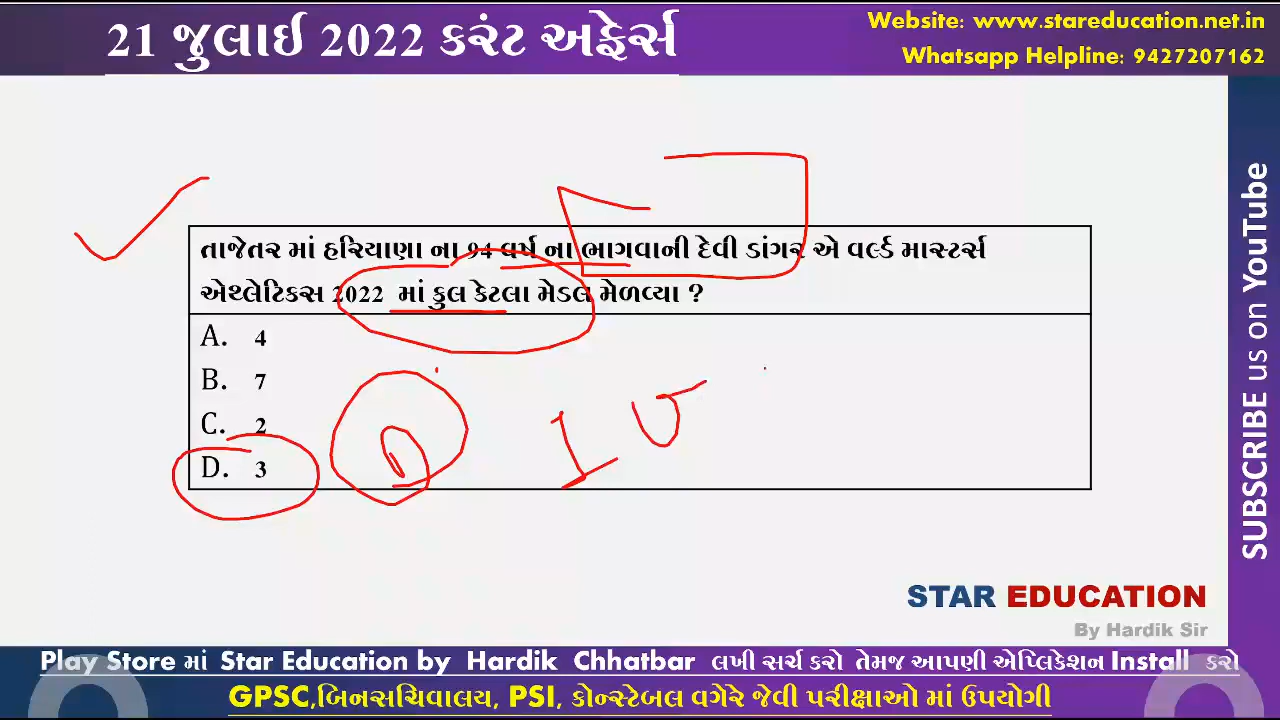 21 જુલાઈ 2022 કરંટ અફેર્સ
Website: www.stareducation.net.in
Whatsapp Helpline: 9427207162
તાજેતર માં હરિયાણા ના 94 વર્ષ ના ભાગવાની દેવી ડાંગર એ વર્લ્ડ માસ્ટર્સ
એથ્લેટિકસ 2022 માં કુલ કેટલા મેડલ મેળવ્યા ?
A. 4
B. 7
C. 2
D. 3
SUBSCRIBE us on YouTube
STAR EDUCATION
By Hardik Sir
Play Store માં Star Education by Hardik Chhatbar લખી સર્ચ કરો તેમજ આપણી એપ્લિકેશન Install કરો
GPSC,બિનસચિવાલય, PSI, કોન્સ્ટેબલ વગેરે જેવી પરીક્ષાઓ માં ઉપયોગી